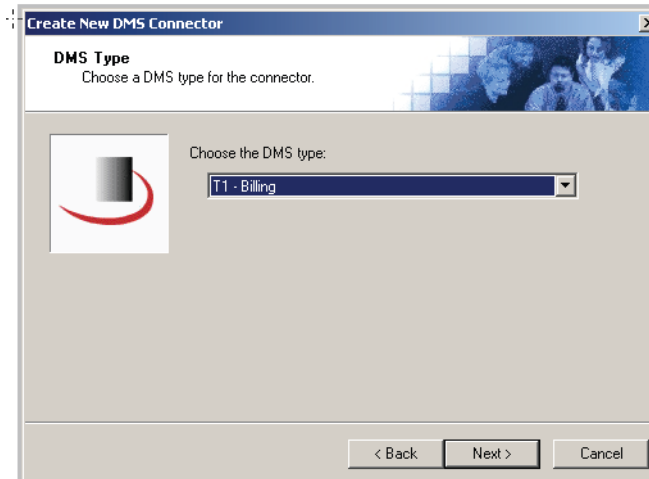 Create New DMS Connector
DMS Type
Choose a DMS type for the connector.
Choose the DMS type:
T1 - Billing
< Back Next > Cancel